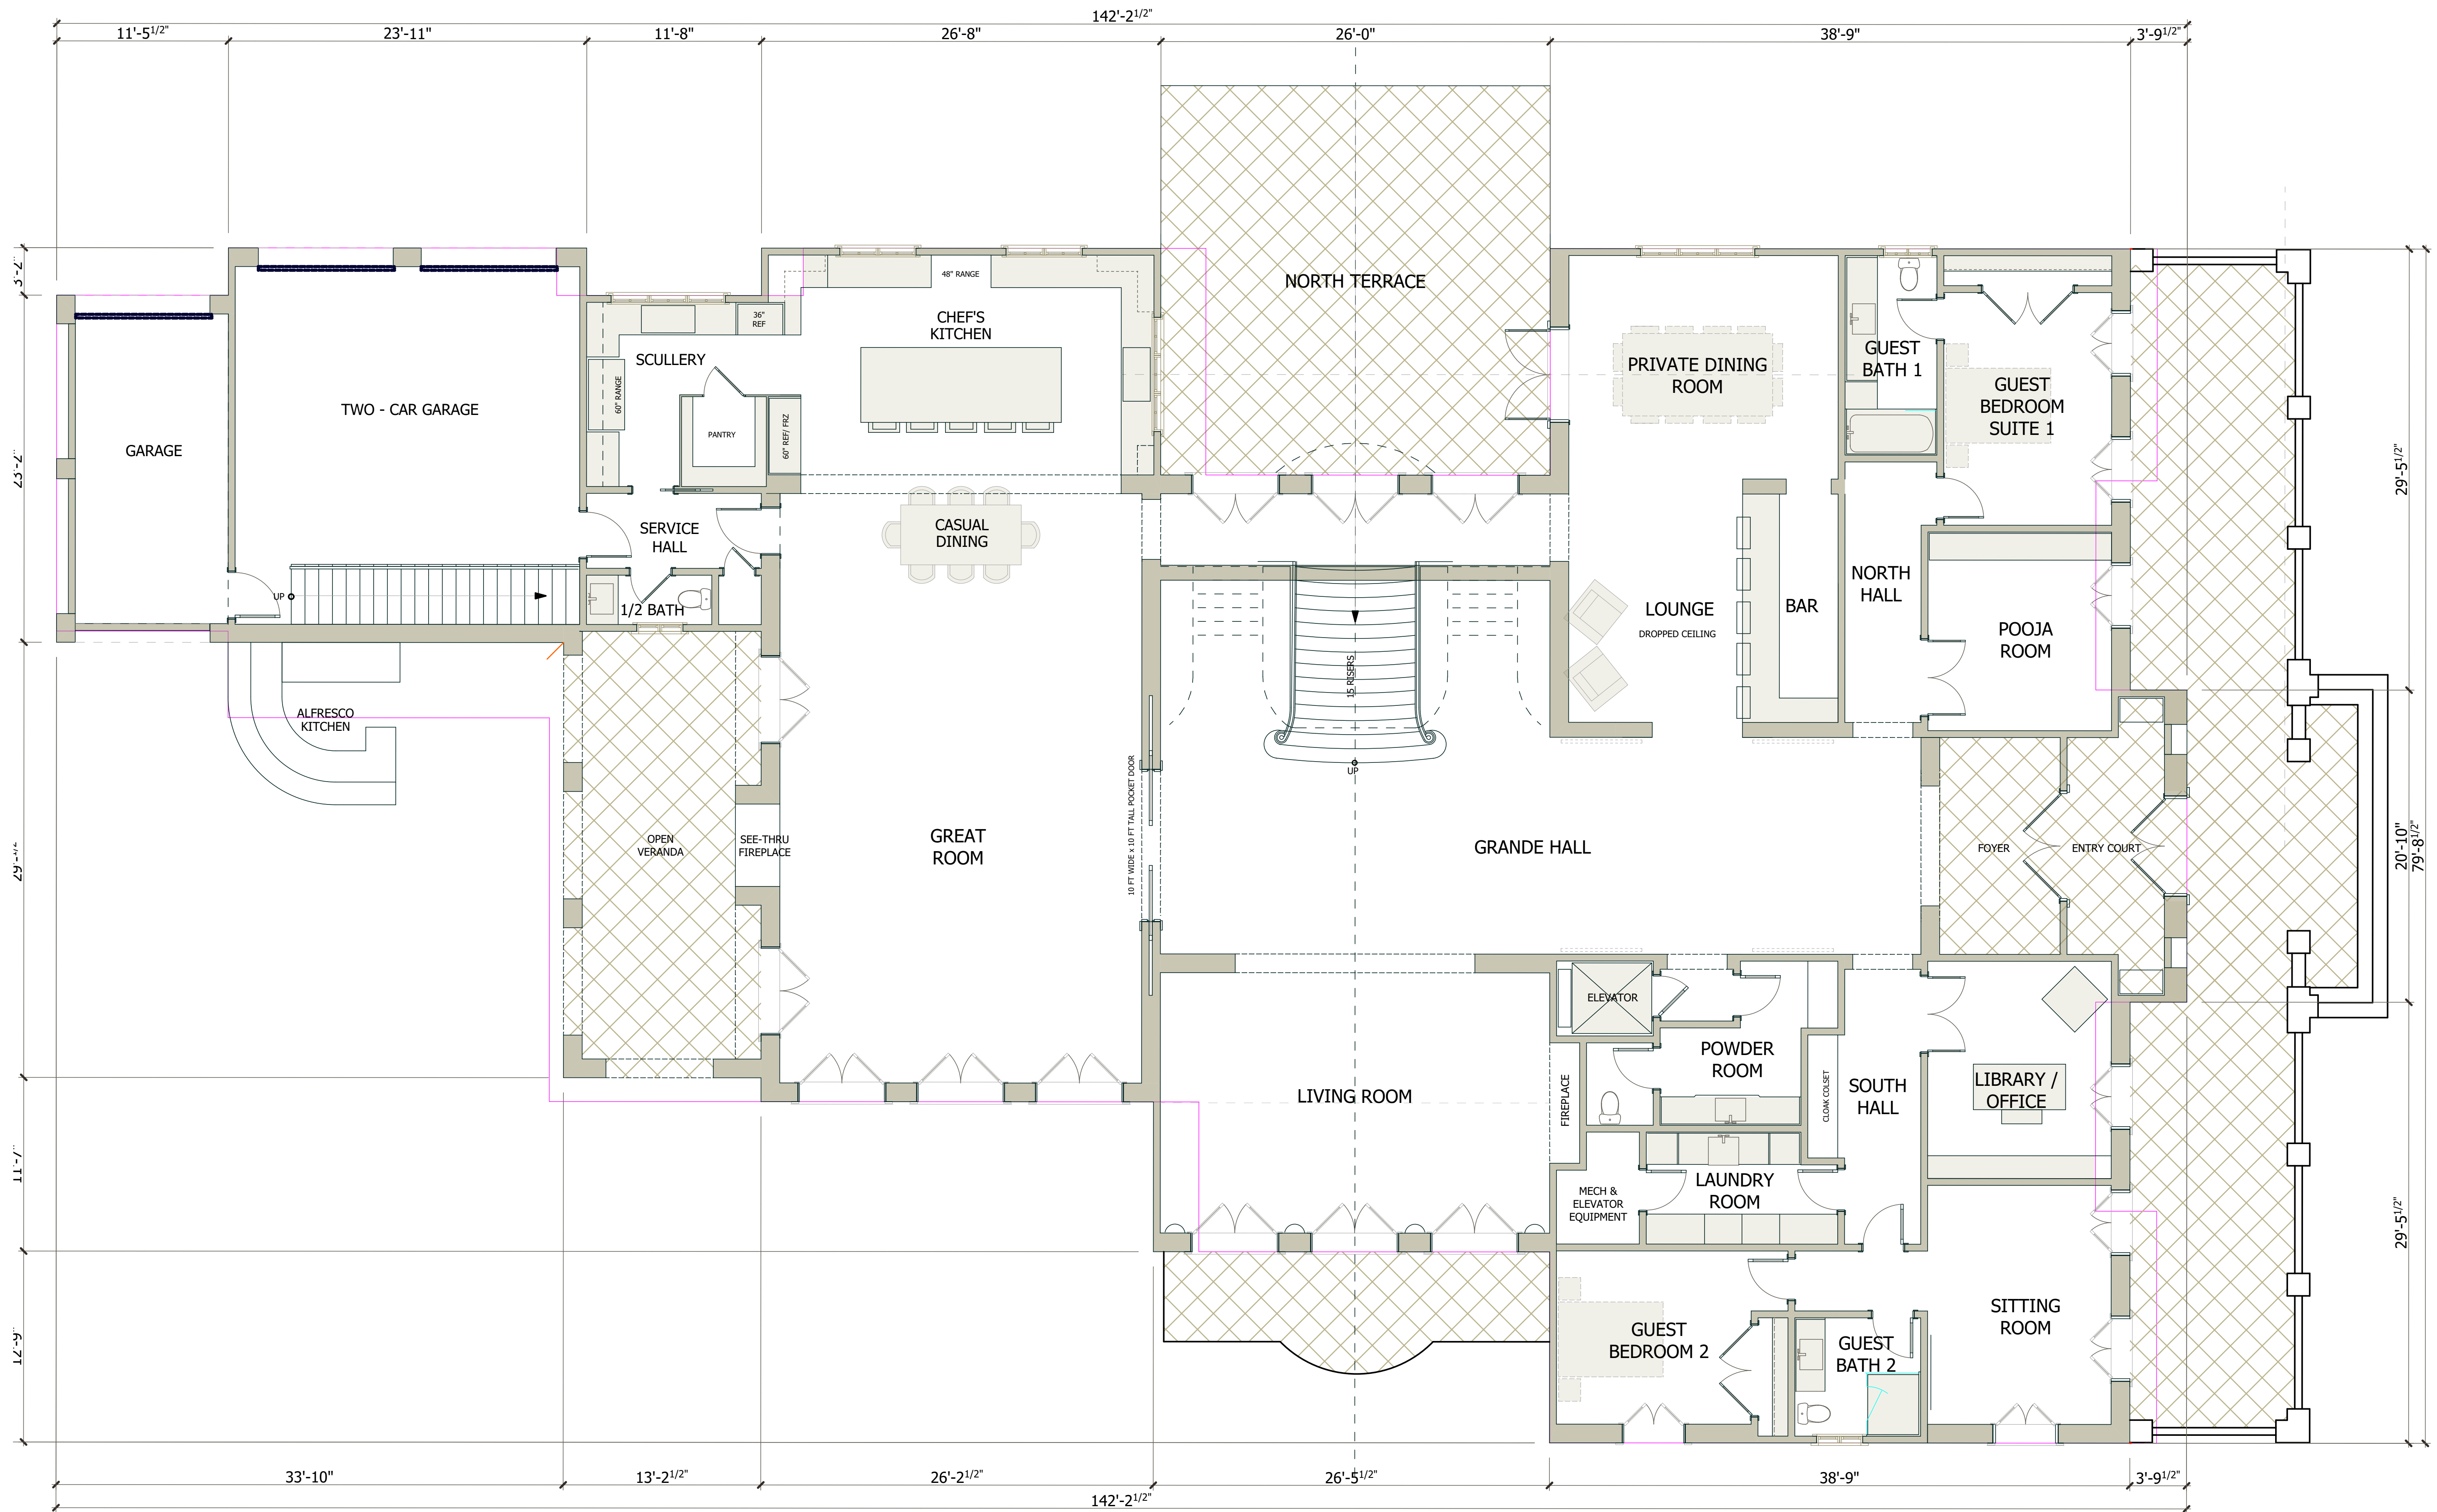 142'-2 1/2"
11'-5 1/2"
23'-11"
11'-8"
26'-8"
26'-0"
38'-9"
3'-9 1/2"
3'-2"
23'-2"
11'-7"
12'-9"
29'-5 1/2"
20'-10"
79'-8 1/2"
29'-5 1/2"
NORTH TERRACE
48" RANGE
CHEF'S
KITCHEN
36"
REF
SCULLERY
60" RANGE
PANTRY
60" REF/ FRZ
TWO - CAR GARAGE
GARAGE
UP
SERVICE
HALL
1/2 BATH
CASUAL
DINING
PRIVATE DINING
ROOM
GUEST
BATH 1
GUEST
BEDROOM
SUITE 1
NORTH
HALL
POOJA
ROOM
LOUNGE
DROPPED CEILING
BAR
15 RISERS
UP
ALFRESCO
KITCHEN
OPEN
VERANDA
SEE-THRU
FIREPLACE
GREAT
ROOM
10 FT WIDE x 10 FT TALL POCKET DOOR
GRANDE HALL
FOYER
ENTRY COURT
ELEVATOR
POWDER
ROOM
FIREPLACE
CLOAK COLSET
SOUTH
HALL
LIBRARY /
OFFICE
LIVING ROOM
MECH &
ELEVATOR
EQUIPMENT
LAUNDRY
ROOM
GUEST
BEDROOM 2
GUEST
BATH 2
SITTING
ROOM
33'-10"
13'-2 1/2"
26'-2 1/2"
26'-5 1/2"
38'-9"
3'-9 1/2"
142'-2 1/2"